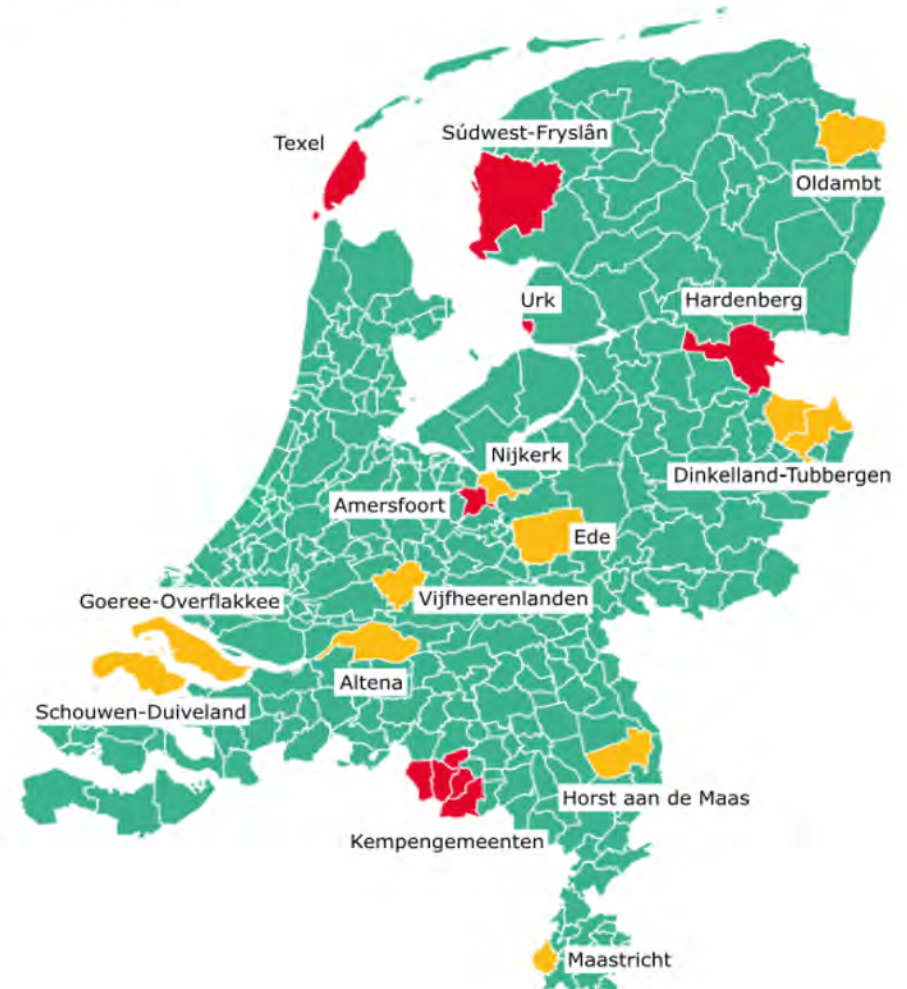 Texel
Súdwest-Fryslân
Oldambt
Urk
Hardenberg
Nijkerk
Dinkelland-Tubbergen
Amersfoort
Ede
Goeree-Overflakkee
Vijfheerenlanden
Altena
Schouwen-Duiveland
Horst aan de Maas
Kempengemeenten
Maastricht